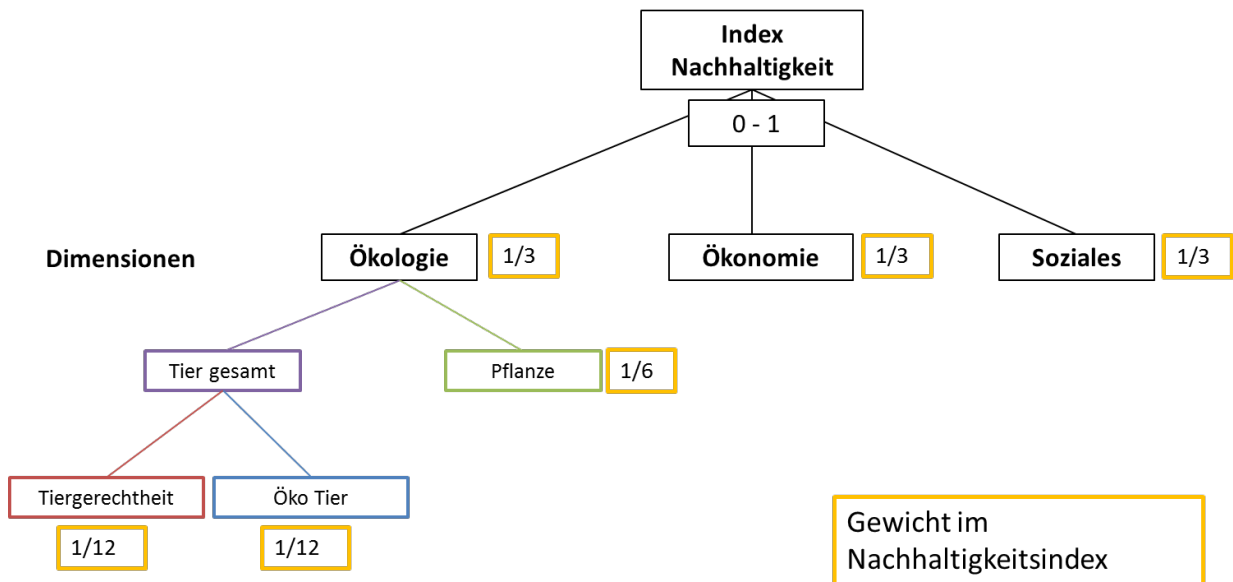 Index
Nachhaltigkeit
0 - 1
Dimensionen
Ökologie
1/3
Ökonomie
1/3
Soziales
1/3
Tier gesamt
Pflanze
1/6
Tiergerechtheit
Öko Tier
1/12
1/12
Gewicht im
Nachhaltigkeitsindex